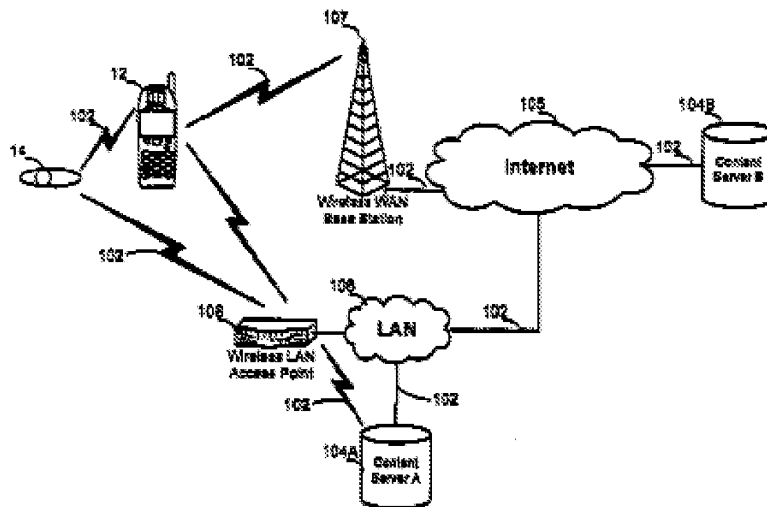 107
12
102
102
105
104B
14
Internet
102
102
Content
Server B
Wireless WAN
Base Station
102
106
108
LAN
102
Wireless LAN
Access Point
102
102
104A
Content
Server A